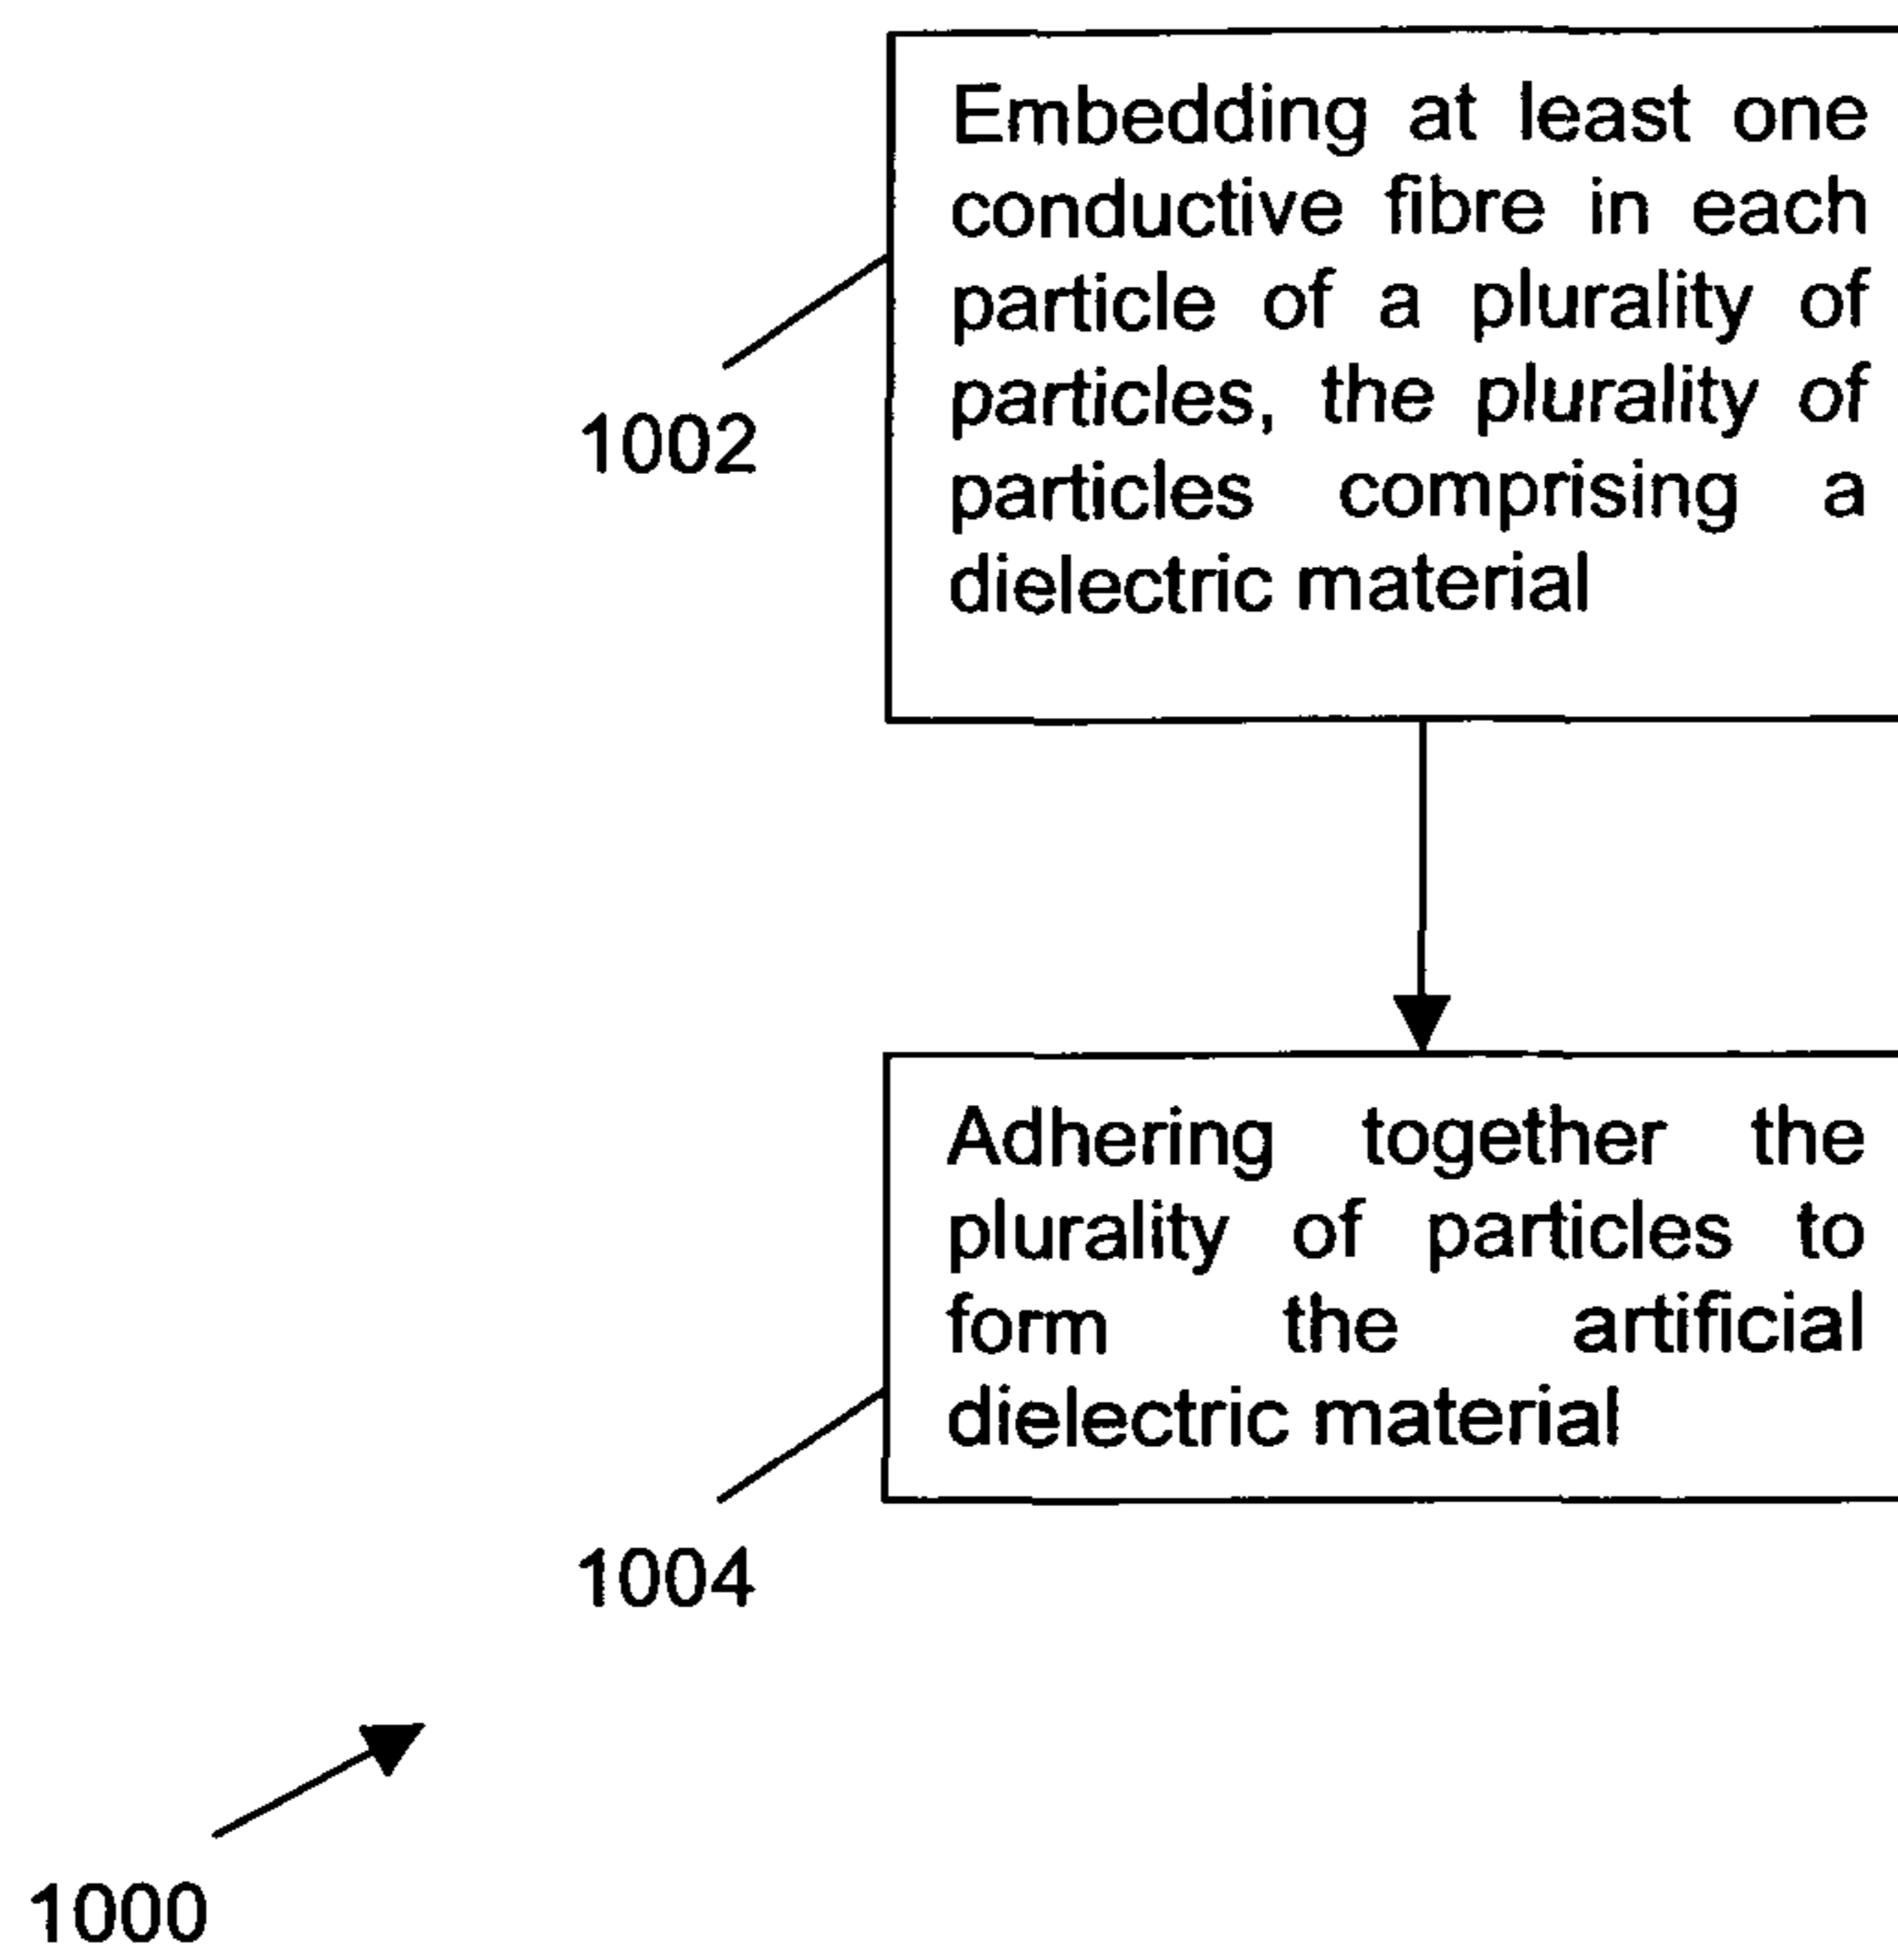 Embedding at least one
conductive fibre in each
particle of a plurality of
particles, the plurality of
particles comprising a
dielectric material
1002
Adhering together the
plurality of particles to
form the artificial
dielectric material
1004
1000